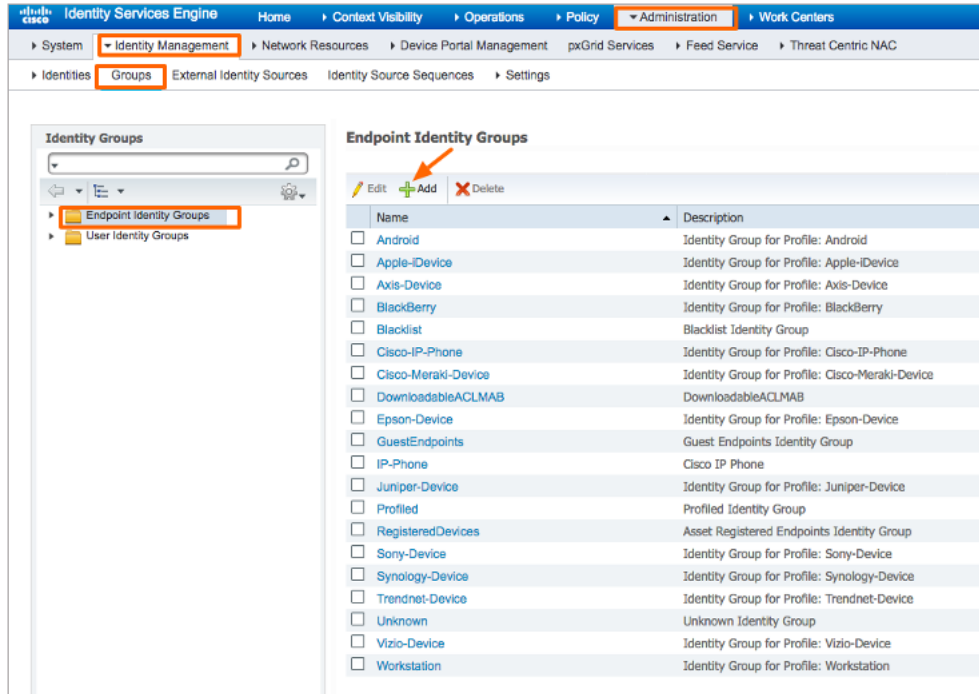 cisco Identity Services Engine Home Context Visibility Operations Policy Administration Work Centers
System Identity Management Network Resources Device Portal Management pxGrid Services Feed Service Threat Centric NAC
Identities Groups External Identity Sources Identity Source Sequences Settings
Identity Groups
Endpoint Identity Groups
User Identity Groups
Endpoint Identity Groups
Edit Add Delete
Name Description
Android Identity Group for Profile: Android
Apple-iDevice Identity Group for Profile: Apple-iDevice
Axis-Device Identity Group for Profile: Axis-Device
BlackBerry Identity Group for Profile: BlackBerry
Blacklist Blacklist Identity Group
Cisco-IP-Phone Identity Group for Profile: Cisco-IP-Phone
Cisco-Meraki-Device Identity Group for Profile: Cisco-Meraki-Device
DownloadableACLMAB DownloadableACLMAB
Epson-Device Identity Group for Profile: Epson-Device
GuestEndpoints Guest Endpoints Identity Group
IP-Phone Cisco IP Phone
Juniper-Device Identity Group for Profile: Juniper-Device
Profiled Profiled Identity Group
RegisteredDevices Asset Registered Endpoints Identity Group
Sony-Device Identity Group for Profile: Sony-Device
Synology-Device Identity Group for Profile: Synology-Device
Trendnet-Device Identity Group for Profile: Trendnet-Device
Unknown Unknown Identity Group
Vizio-Device Identity Group for Profile: Vizio-Device
Workstation Identity Group for Profile: Workstation